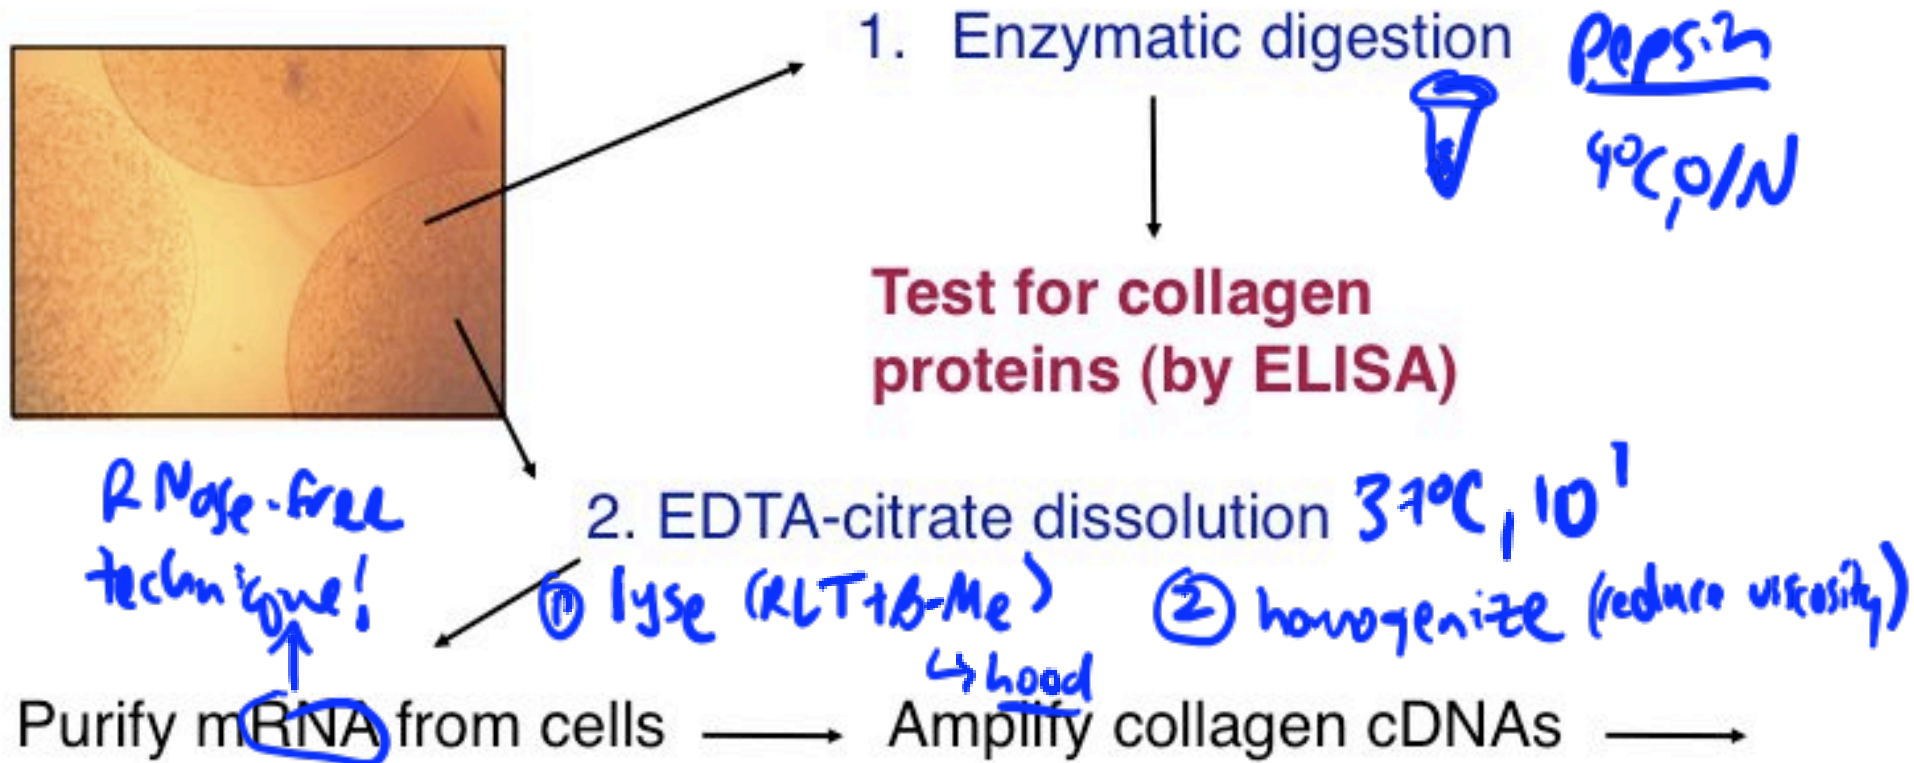 1. Enzymatic digestion pepsin
4°C, O/N
Test for collagen
proteins (by ELISA)
RNase-free
technique!
2. EDTA-citrate dissolution 37°C, 10'
① lyse (RLT+β-Me) ② homogenize (reduce viscosity)
↳ hood
Purify mRNA from cells → Amplify collagen cDNAs →